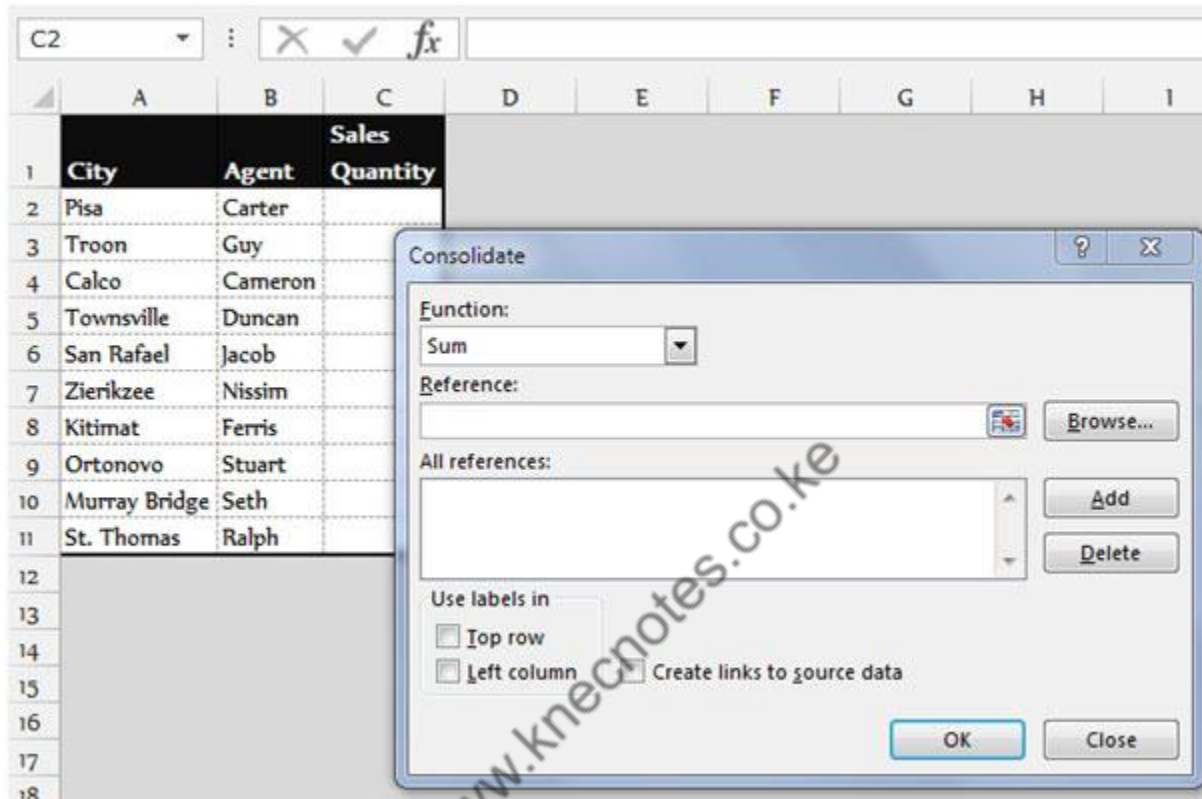 C2 fx
A B C D E F G H I
Sales
1 City Agent Quantity
2 Pisa Carter
3 Troon Guy
4 Calco Cameron
5 Townsville Duncan
6 San Rafael Jacob
7 Zierikzee Nissim
8 Kitimat Ferris
9 Ortonovo Stuart
10 Murray Bridge Seth
11 St. Thomas Ralph
12
13
14
15
16
17
18
Consolidate ?
Function:
Sum
Reference:
Browse...
All references:
Add
Delete
Use labels in
Top row
Left column Create links to source data
OK Close
www.knecnotes.co.ke